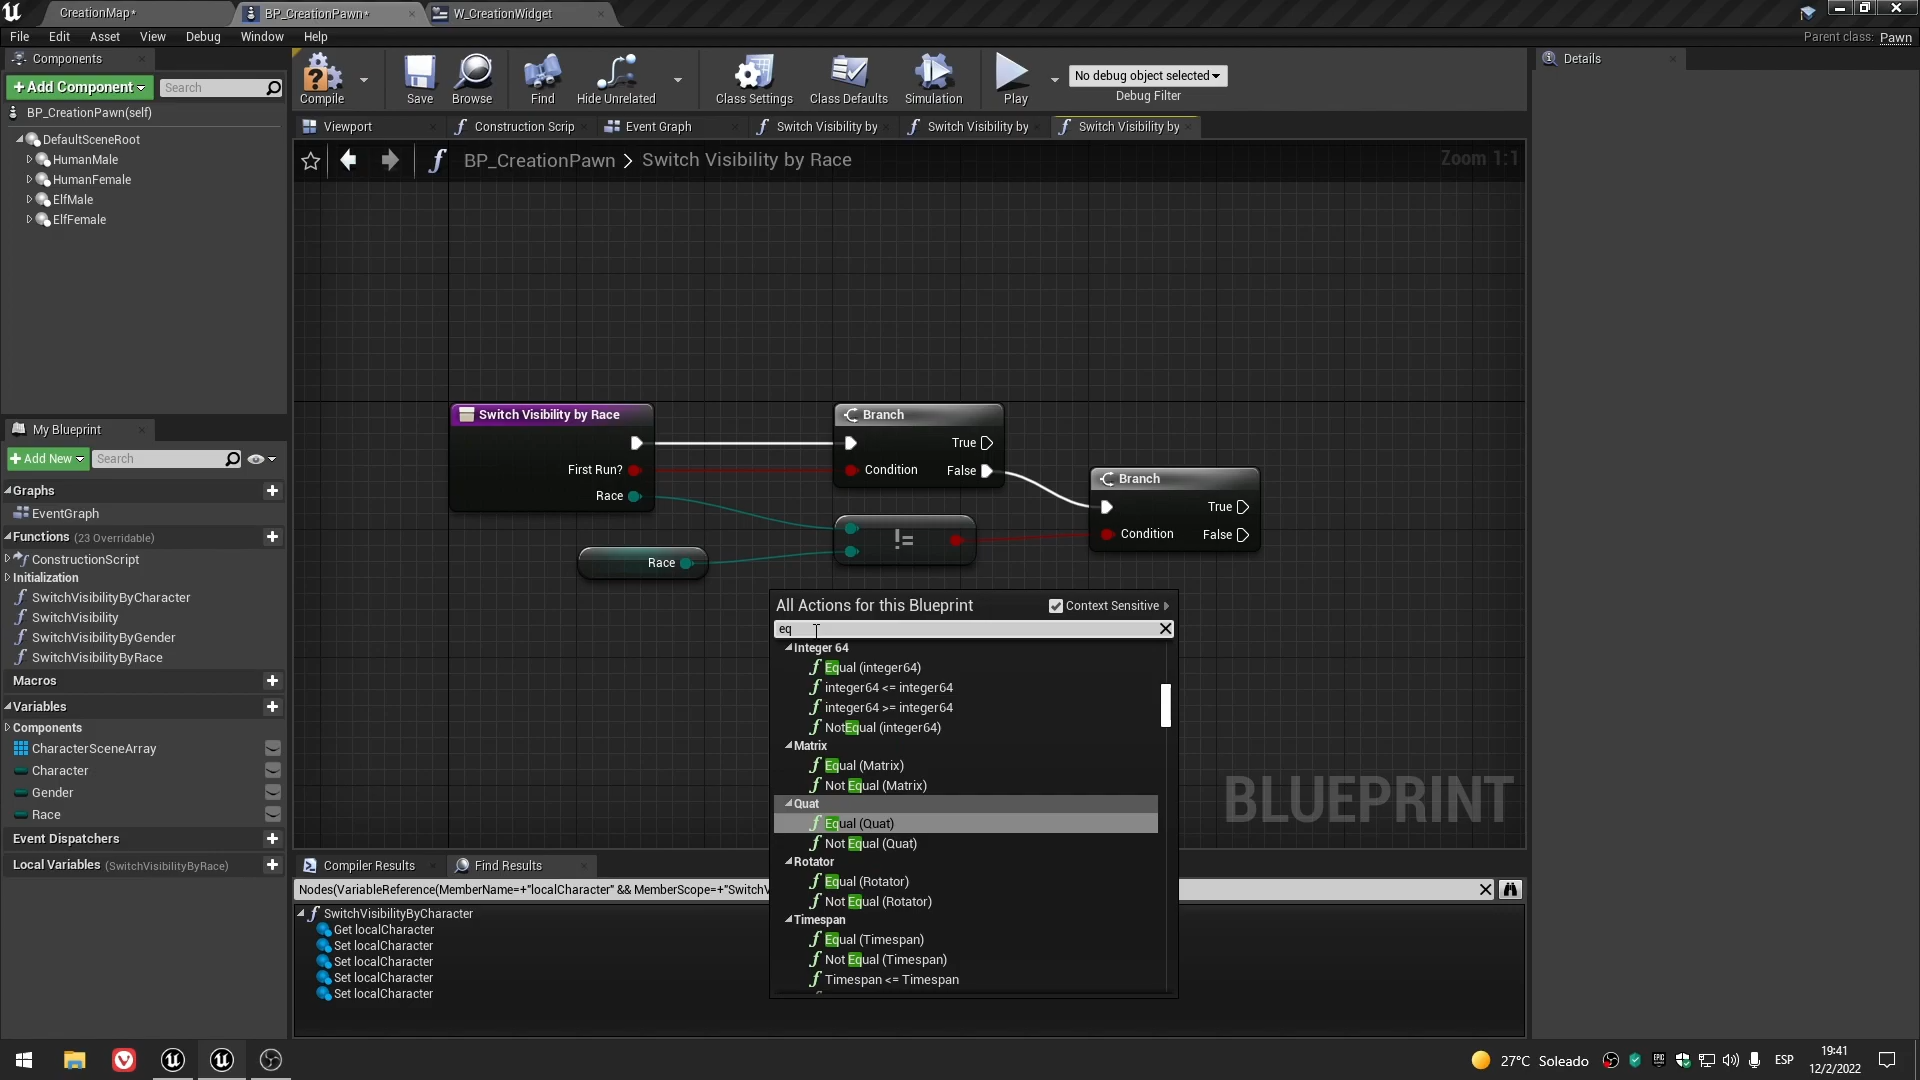 CreationMap*
BP_CreationPawn*
W_CreationWidget
File Edit Asset View Debug Window Help
Parent class: Pawn
Components
+Add Component
Search
BP_CreationPawn(self)
DefaultSceneRoot
HumanMale
HumanFemale
ElfMale
ElfFemale
Compile
Save
Browse
Find
Hide Unrelated
Class Settings
Class Defaults
Simulation
Play
No debug object selected
Debug Filter
Details
Viewport
Construction Scrip
Event Graph
Switch Visibility by
Switch Visibility by
Switch Visibility by
BP_CreationPawn > Switch Visibility by Race
Zoom 1:1
Switch Visibility by Race
First Run?
Race
Race
Branch
True
Condition
False
!=
Branch
True
Condition
False
BLUEPRINT
All Actions for this Blueprint
Context Sensitive
eq
Integer 64
Equal (integer64)
integer64 <= integer64
integer64 >= integer64
NotEqual (integer64)
Matrix
Equal (Matrix)
Not Equal (Matrix)
Quat
Equal (Quat)
Not Equal (Quat)
Rotator
Equal (Rotator)
Not Equal (Rotator)
Timespan
Equal (Timespan)
Not Equal (Timespan)
Timespan <= Timespan
My Blueprint
+Add New
Search
Graphs
EventGraph
Functions (23 Overridable)
ConstructionScript
Initialization
SwitchVisibilityByCharacter
SwitchVisibility
SwitchVisibilityByGender
SwitchVisibilityByRace
Macros
Variables
Components
CharacterSceneArray
Character
Gender
Race
Event Dispatchers
Local Variables (SwitchVisibilityByRace)
Compiler Results
Find Results
Nodes(VariableReference(MemberName=+"localCharacter" && MemberScope=+"SwitchV
SwitchVisibilityByCharacter
Get localCharacter
Set localCharacter
Set localCharacter
Set localCharacter
Set localCharacter
27°C Soleado
ESP
19:41
12/2/2022